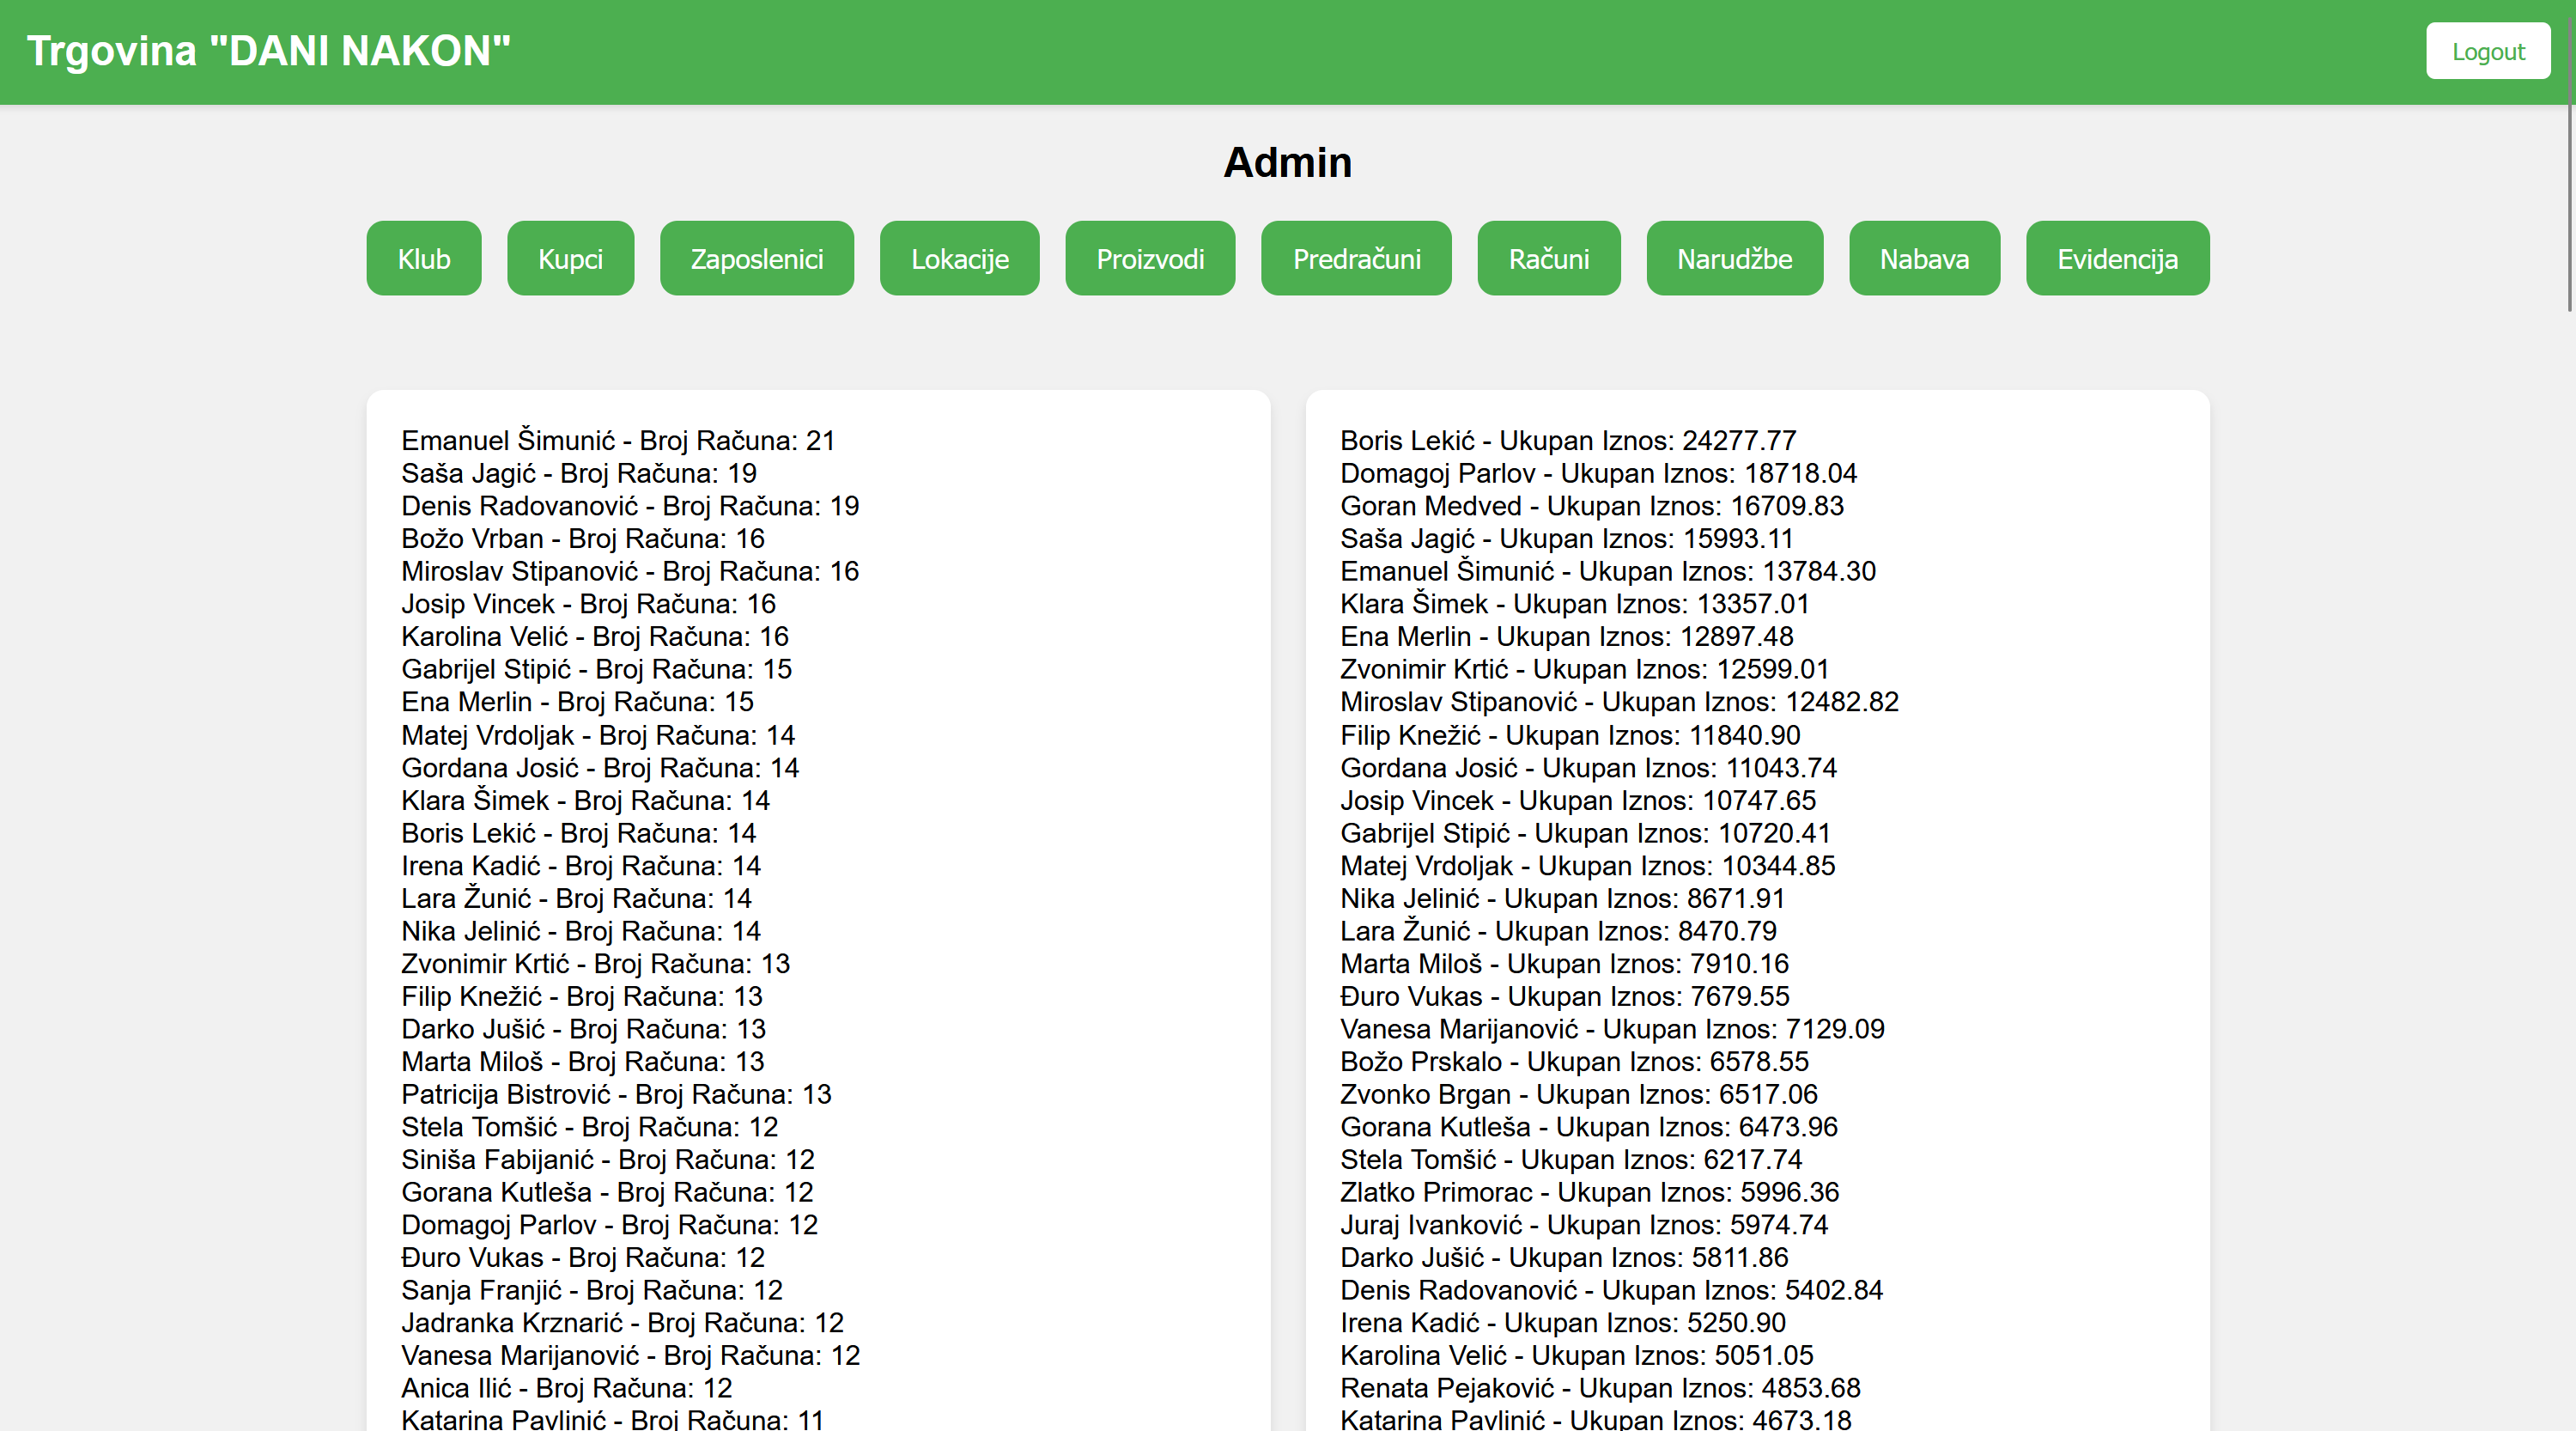 Trgovina "DANI NAKON"
Logout
Admin
Klub
Kupci
Zaposlenici
Lokacije
Proizvodi
Predračuni
Računi
Narudžbe
Nabava
Evidencija
Emanuel Šimunić - Broj Računa: 21
Saša Jagić - Broj Računa: 19
Denis Radovanović - Broj Računa: 19
Božo Vrban - Broj Računa: 16
Miroslav Stipanović - Broj Računa: 16
Josip Vincek - Broj Računa: 16
Karolina Velić - Broj Računa: 16
Gabrijel Stipić - Broj Računa: 15
Ena Merlin - Broj Računa: 15
Matej Vrdoljak - Broj Računa: 14
Gordana Josić - Broj Računa: 14
Klara Šimek - Broj Računa: 14
Boris Lekić - Broj Računa: 14
Irena Kadić - Broj Računa: 14
Lara Žunić - Broj Računa: 14
Nika Jelinić - Broj Računa: 14
Zvonimir Krtić - Broj Računa: 13
Filip Knežić - Broj Računa: 13
Darko Jušić - Broj Računa: 13
Marta Miloš - Broj Računa: 13
Patricija Bistrović - Broj Računa: 13
Stela Tomšić - Broj Računa: 12
Siniša Fabijanić - Broj Računa: 12
Gorana Kutleša - Broj Računa: 12
Domagoj Parlov - Broj Računa: 12
Đuro Vukas - Broj Računa: 12
Sanja Franjić - Broj Računa: 12
Jadranka Krznarić - Broj Računa: 12
Vanesa Marijanović - Broj Računa: 12
Anica Ilić - Broj Računa: 12
Katarina Pavlinić - Broj Računa: 11
Boris Lekić - Ukupan Iznos: 24277.77
Domagoj Parlov - Ukupan Iznos: 18718.04
Goran Medved - Ukupan Iznos: 16709.83
Saša Jagić - Ukupan Iznos: 15993.11
Emanuel Šimunić - Ukupan Iznos: 13784.30
Klara Šimek - Ukupan Iznos: 13357.01
Ena Merlin - Ukupan Iznos: 12897.48
Zvonimir Krtić - Ukupan Iznos: 12599.01
Miroslav Stipanović - Ukupan Iznos: 12482.82
Filip Knežić - Ukupan Iznos: 11840.90
Gordana Josić - Ukupan Iznos: 11043.74
Josip Vincek - Ukupan Iznos: 10747.65
Gabrijel Stipić - Ukupan Iznos: 10720.41
Matej Vrdoljak - Ukupan Iznos: 10344.85
Nika Jelinić - Ukupan Iznos: 8671.91
Lara Žunić - Ukupan Iznos: 8470.79
Marta Miloš - Ukupan Iznos: 7910.16
Đuro Vukas - Ukupan Iznos: 7679.55
Vanesa Marijanović - Ukupan Iznos: 7129.09
Božo Prskalo - Ukupan Iznos: 6578.55
Zvonko Brgan - Ukupan Iznos: 6517.06
Gorana Kutleša - Ukupan Iznos: 6473.96
Stela Tomšić - Ukupan Iznos: 6217.74
Zlatko Primorac - Ukupan Iznos: 5996.36
Juraj Ivanković - Ukupan Iznos: 5974.74
Darko Jušić - Ukupan Iznos: 5811.86
Denis Radovanović - Ukupan Iznos: 5402.84
Irena Kadić - Ukupan Iznos: 5250.90
Karolina Velić - Ukupan Iznos: 5051.05
Renata Pejaković - Ukupan Iznos: 4853.68
Katarina Pavlinić - Ukupan Iznos: 4673.18